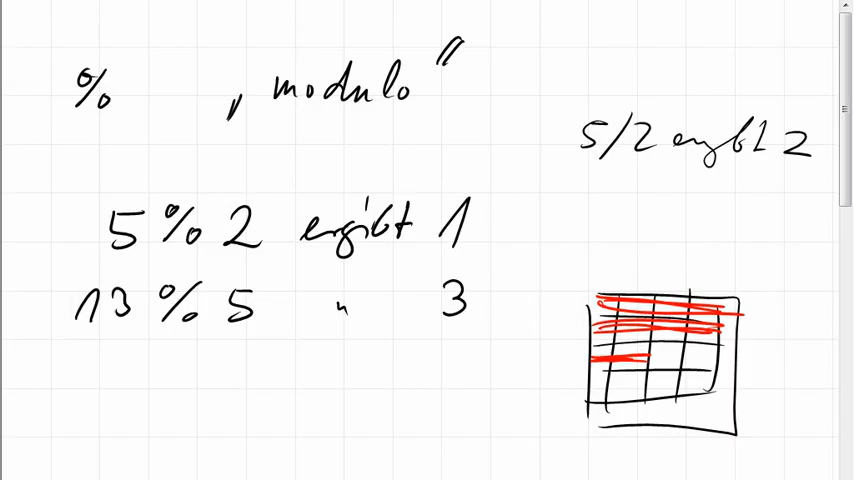 % „modulo“
5/2 ergibt 2
5 % 2 ergibt 1
13 % 5 " 3